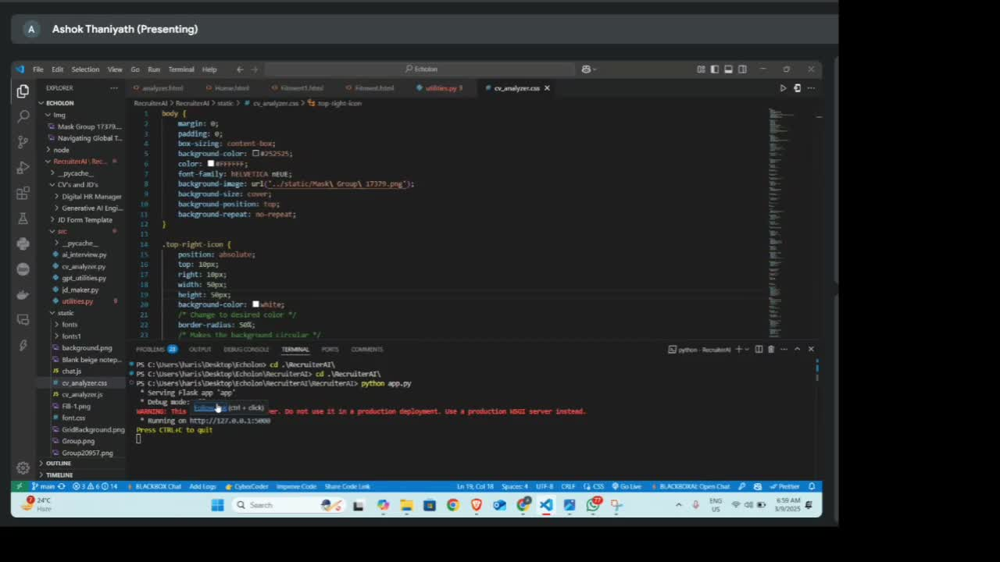 A Ashok Thaniyath (Presenting)
File Edit Selection View Go Run Terminal Help
Echolon
EXPLORER
analyzer.html Home.html Fitment1.html Fitment.html utilities.py 9 cv_analyzer.css
ECHOLON
RecruiterAI > RecruiterAI > static > # cv_analyzer.css > .top-right-icon
Img
Mask Group 17379....
Navigating Global T...
node
RecruiterAI \ Rec...
__pycache__
CV's and JD's
Digital HR Manager
Generative AI Engi...
JD Form Template
src
__pycache__
ai_interview.py
cv_analyzer.py
gpt_utilities.py
jd_maker.py
utilities.py 9
static
fonts
fonts1
background.png
Blank beige notep...
chat.js
cv_analyzer.css
cv_analyzer.js
Fill-1.png
font.css
GridBackground.png
Group.png
Group20957.png
OUTLINE
TIMELINE
1 body {
2 margin: 0;
3 padding: 0;
4 box-sizing: content-box;
5 background-color: #252525;
6 color: #FFFFFF;
7 font-family: hELVETICA nEUE;
8 background-image: url('../static/Mask\ Group\ 17379.png');
9 background-size: cover;
10 background-position: top;
11 background-repeat: no-repeat;
12 }
13
14 .top-right-icon {
15 position: absolute;
16 top: 10px;
17 right: 10px;
18 width: 50px;
19 height: 50px;
20 background-color: white;
21 /* Change to desired color */
22 border-radius: 50%;
23 /* Makes the background circular */
PROBLEMS 23 OUTPUT DEBUG CONSOLE TERMINAL PORTS COMMENTS
python - RecruiterAI
PS C:\Users\haris\Desktop\Echolon> cd .\RecruiterAI\
PS C:\Users\haris\Desktop\Echolon\RecruiterAI> cd .\RecruiterAI\
PS C:\Users\haris\Desktop\Echolon\RecruiterAI\RecruiterAI> python app.py
* Serving Flask app 'app'
* Debug mode:
(ctrl + click)
WARNING: This Do not use it in a production deployment. Use a production WSGI server instead.
* Running on http://127.0.0.1:5000
Press CTRL+C to quit
main 3 6 14 BLACKBOX Chat Add Logs CyberCoder Improve Code Share Code Link
Ln 19, Col 18 Spaces: 4 UTF-8 CRLF CSS Go Live BLACKBOXAI: Open Chat Prettier
7 24°C
Haze
Search
77
ENG
US
6:59 AM
3/9/2025